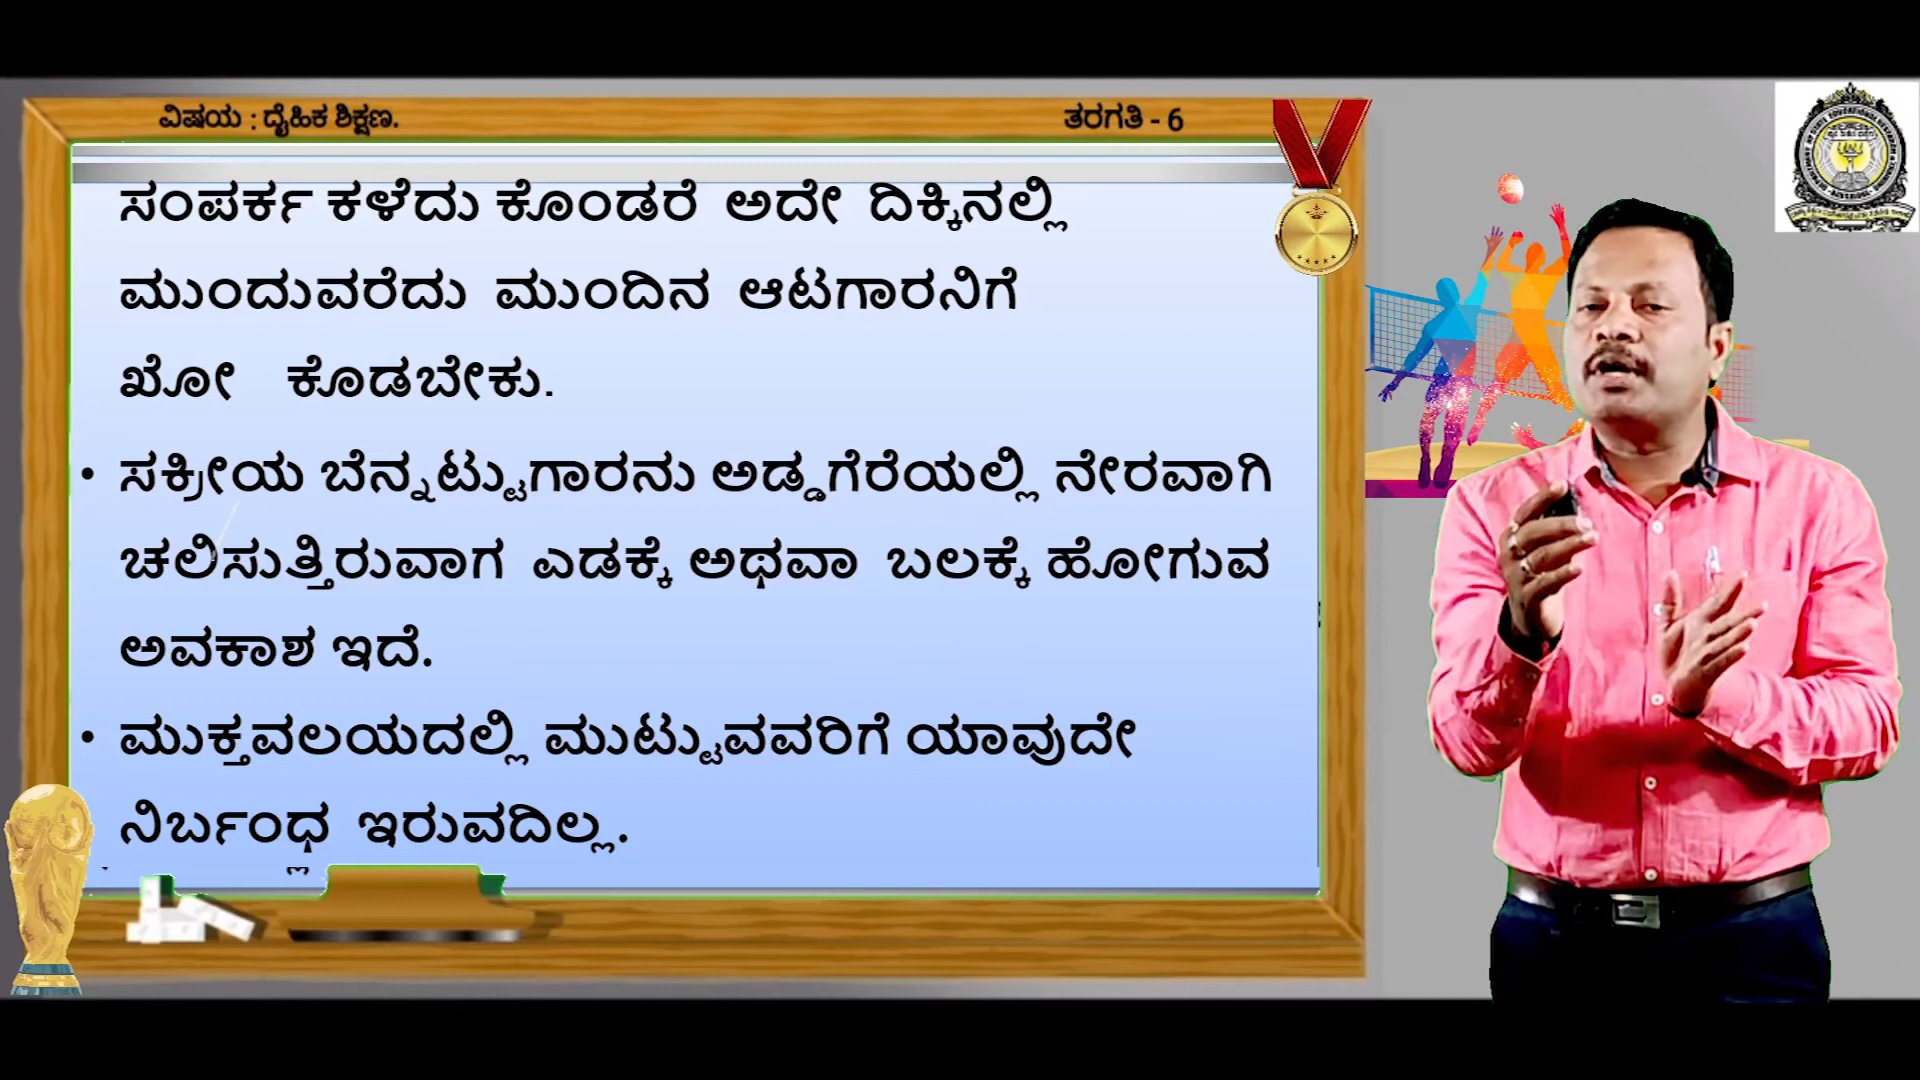 ವಿಷಯ : ದೈಹಿಕ ಶಿಕ್ಷಣ.
ತರಗತಿ - 6
ಸಂಪರ್ಕ ಕಳೆದು ಕೊಂಡರೆ ಅದೇ ದಿಕ್ಕಿನಲ್ಲಿ
ಮುಂದುವರೆದು ಮುಂದಿನ ಆಟಗಾರನಿಗೆ
ಖೋ ಕೊಡಬೇಕು.
• ಸಕ್ರೀಯ ಬೆನ್ನಟ್ಟುಗಾರನು ಅಡ್ಡಗೆರೆಯಲ್ಲಿ ನೇರವಾಗಿ
ಚಲಿಸುತ್ತಿರುವಾಗ ಎಡಕ್ಕೆ ಅಥವಾ ಬಲಕ್ಕೆ ಹೋಗುವ
ಅವಕಾಶ ಇದೆ.
• ಮುಕ್ತವಲಯದಲ್ಲಿ ಮುಟ್ಟುವವರಿಗೆ ಯಾವುದೇ
ನಿರ್ಬಂಧ ಇರುವದಿಲ್ಲ.